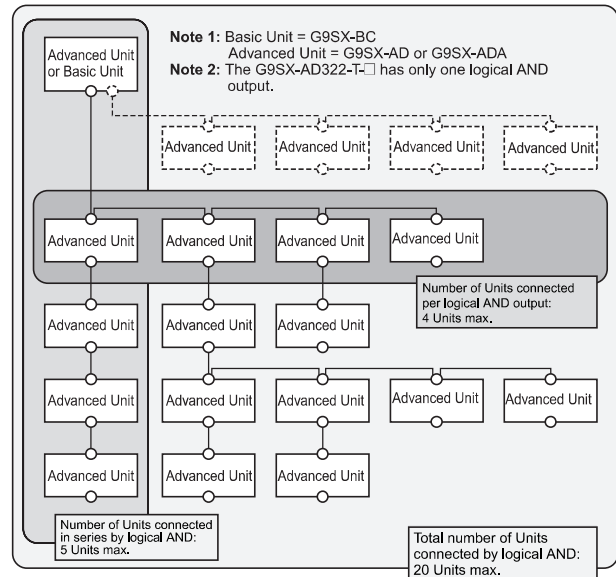 Advanced Unit
or Basic Unit
Note 1: Basic Unit = G9SX-BC
Advanced Unit = G9SX-AD or G9SX-ADA
Note 2: The G9SX-AD322-T-□ has only one logical AND
output.
Advanced Unit Advanced Unit Advanced Unit Advanced Unit
Advanced Unit Advanced Unit Advanced Unit Advanced Unit
Number of Units connected
per logical AND output:
4 Units max.
Advanced Unit Advanced Unit Advanced Unit
Advanced Unit Advanced Unit Advanced Unit Advanced Unit Advanced Unit
Advanced Unit Advanced Unit Advanced Unit
Number of Units connected
in series by logical AND:
5 Units max.
Total number of Units
connected by logical AND:
20 Units max.